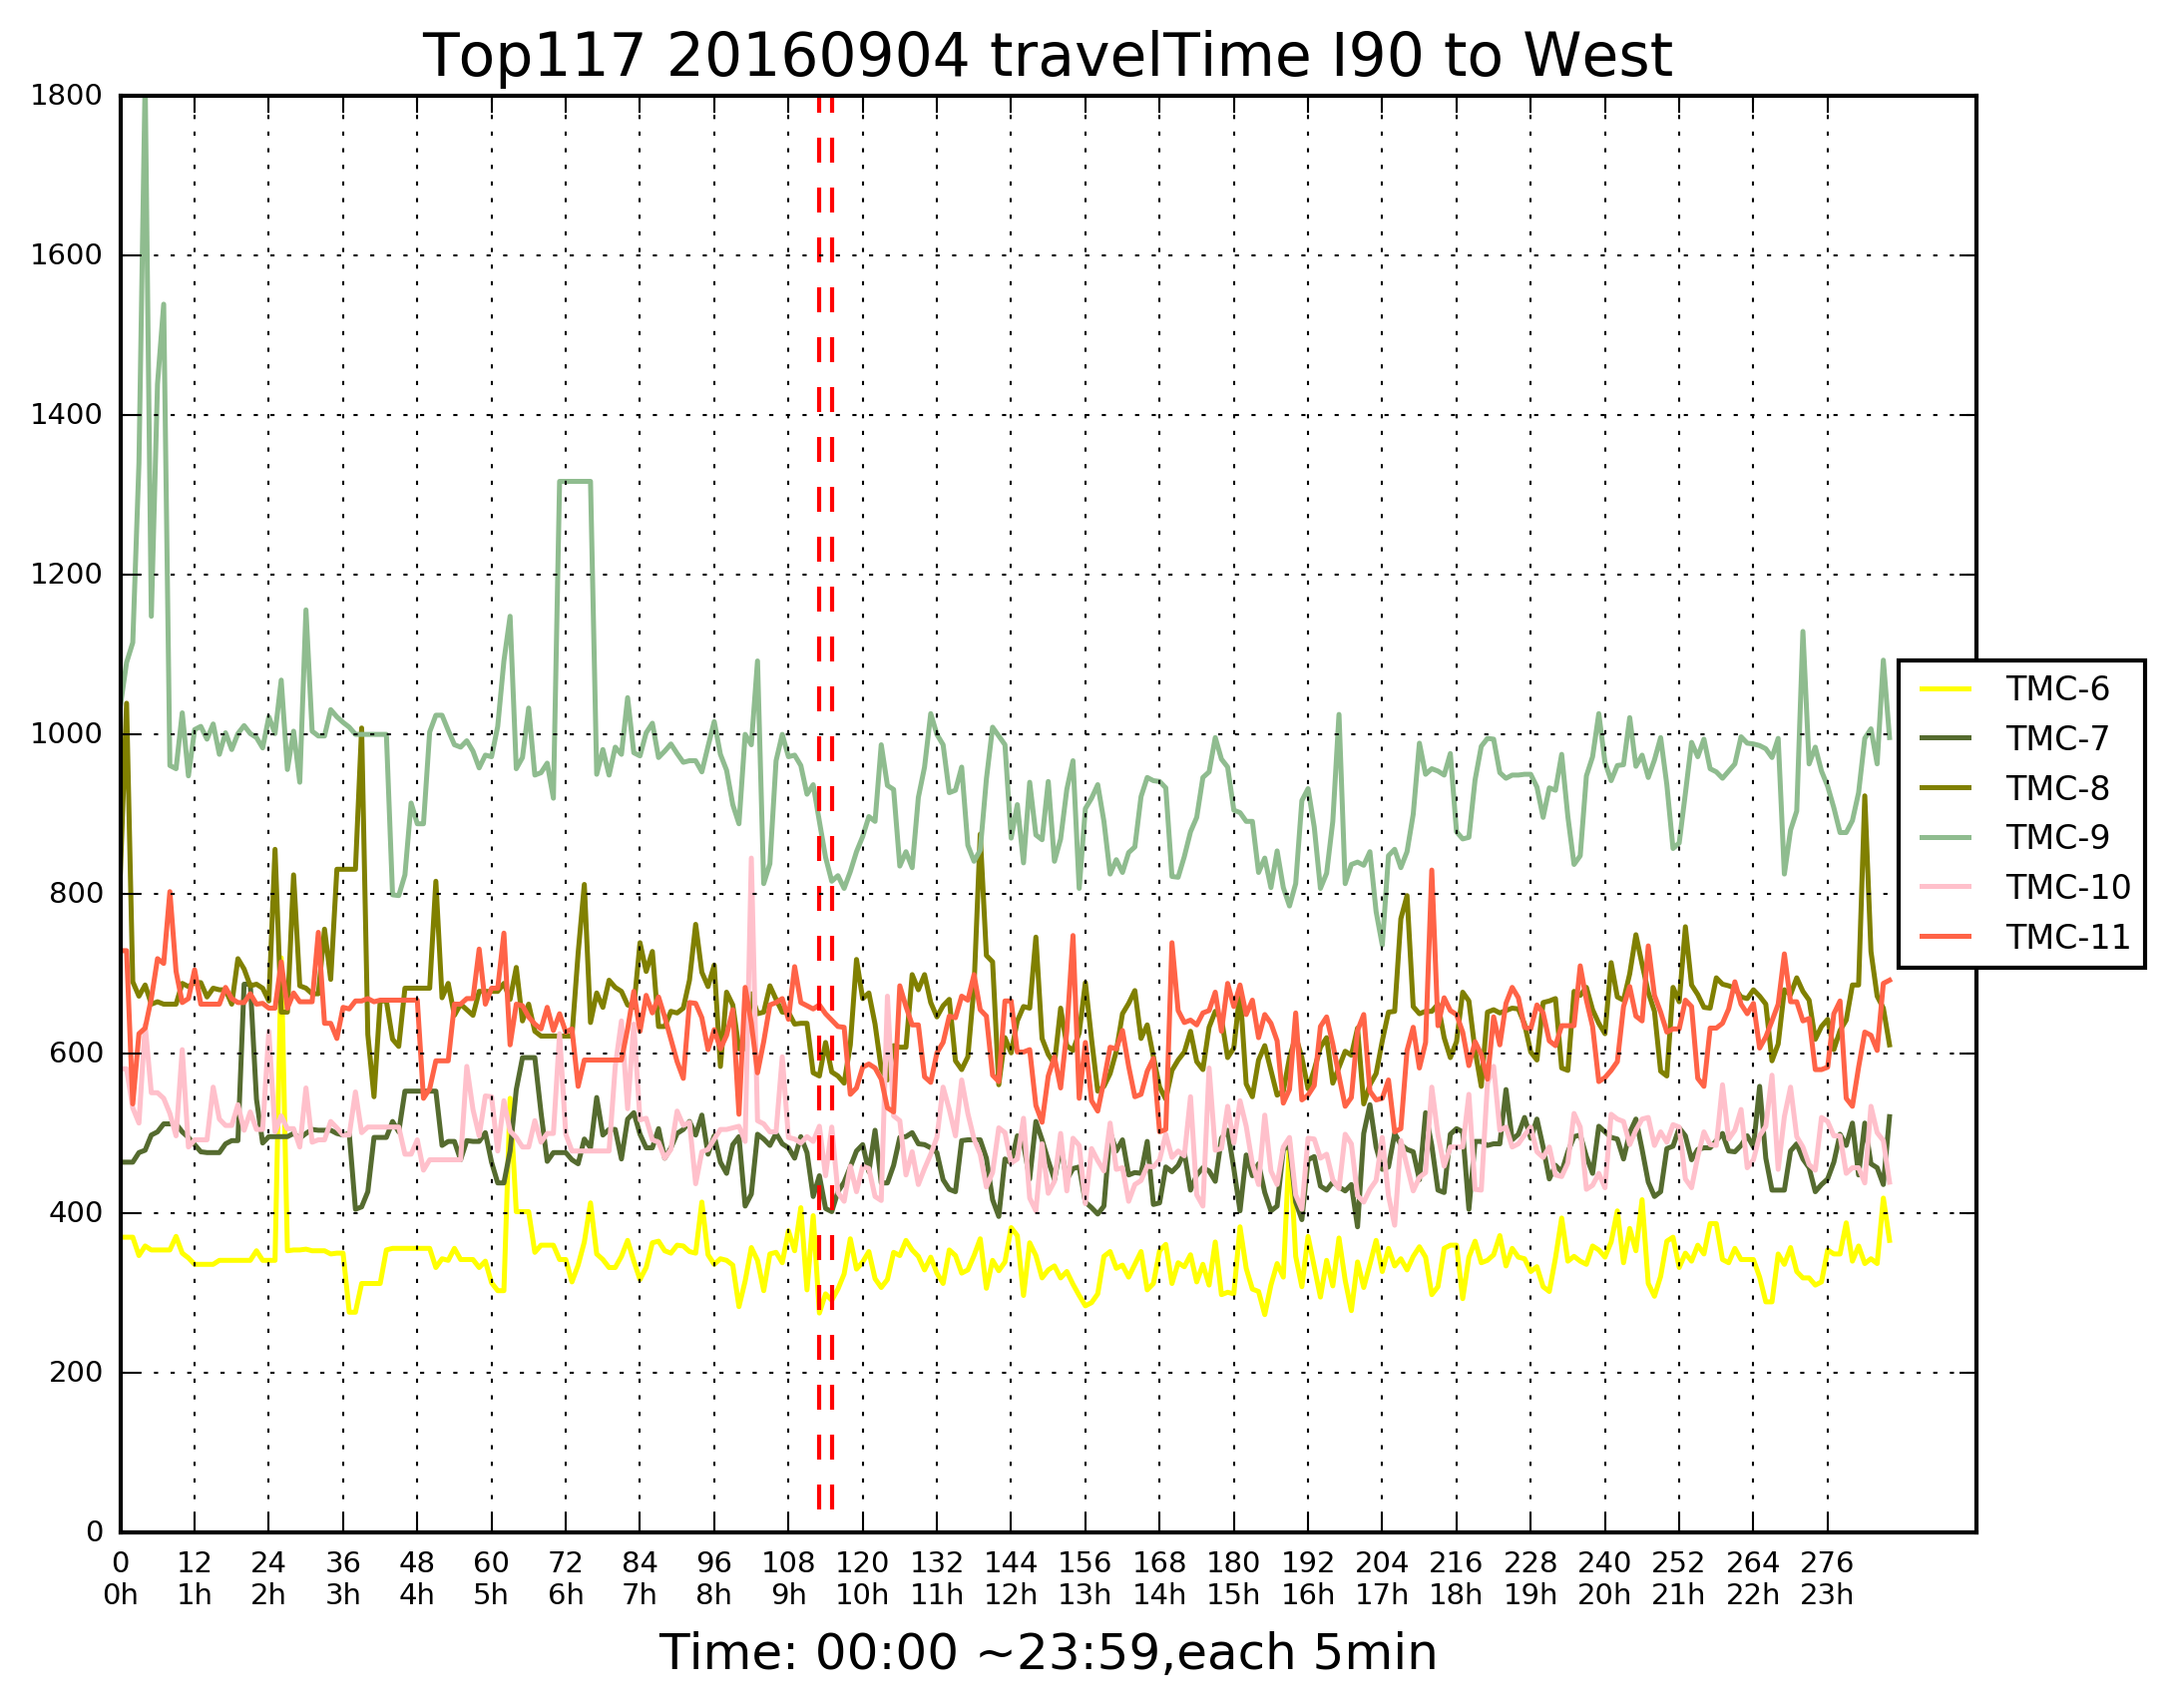 Top117 20160904 travelTime I90 to West
1800
1600
1400
1200
1000
800
600
400
200
0
TMC-6
TMC-7
TMC-8
TMC-9
TMC-10
TMC-11
0 12 24 36 48 60 72 84 96 108 120 132 144 156 168 180 192 204 216 228 240 252 264 276
0h 1h 2h 3h 4h 5h 6h 7h 8h 9h 10h 11h 12h 13h 14h 15h 16h 17h 18h 19h 20h 21h 22h 23h
Time: 00:00 ~23:59,each 5min